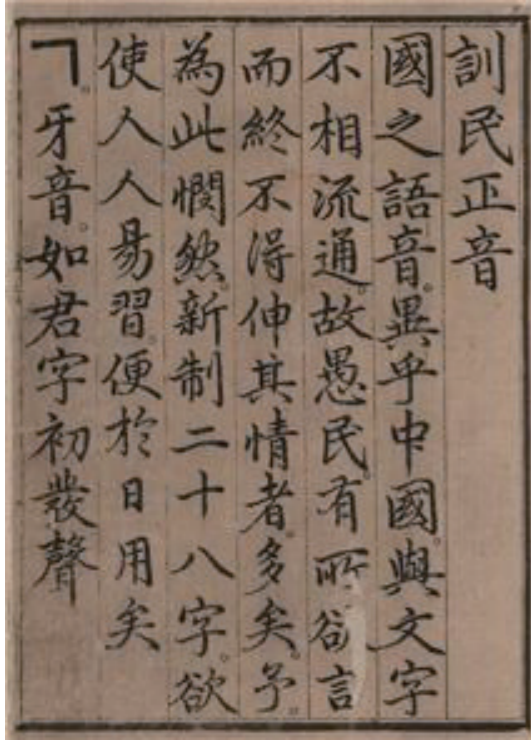 訓民正音
國之語音。異乎中國。與文字
不相流通。故愚民有所欲言
而終不得伸其情者。多矣。予。
為此憫然。新制二十八字。欲
使人人易習。便於日用矣
ㄱ。牙音。如君字初發聲